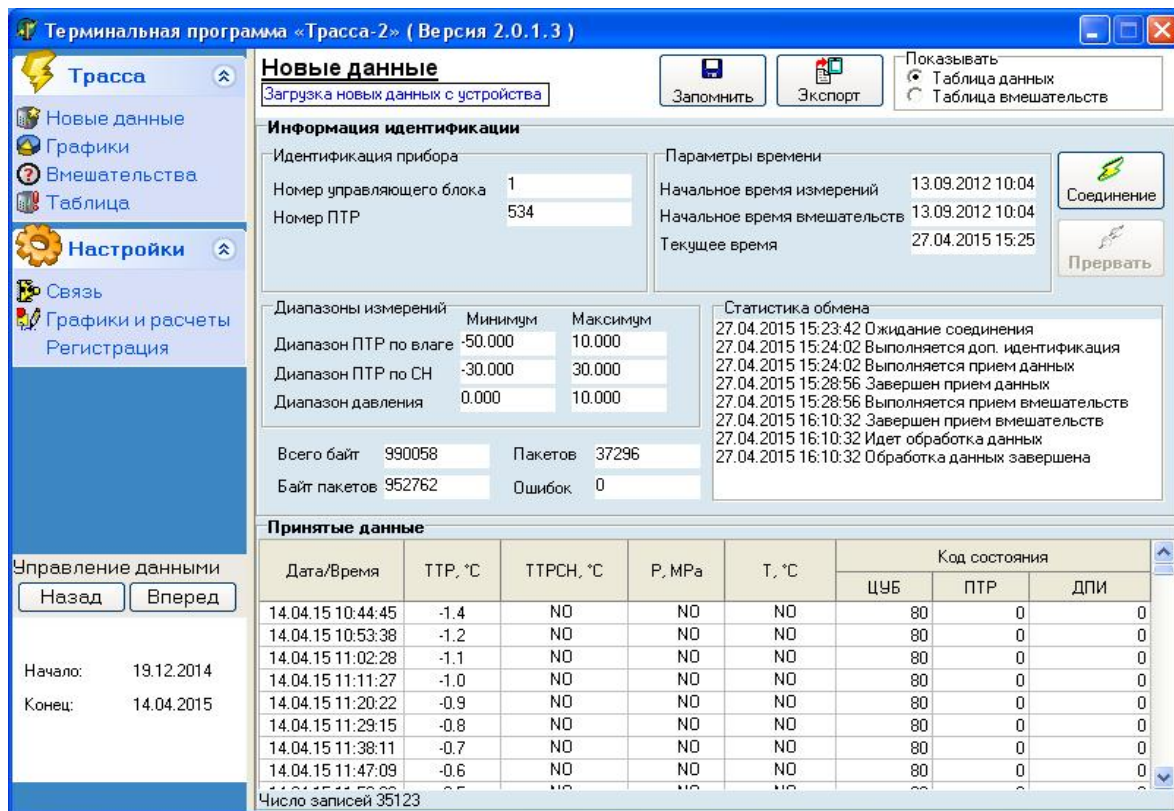 Терминальная программа «Трасса-2» ( Версия 2.0.1.3 )
Трасса
Новые данные
Графики
Вмешательства
Таблица
Настройки
Связь
Графики и расчеты
Регистрация
Управление данными
Назад Вперед
Начало: 19.12.2014
Конец: 14.04.2015
Новые данные
Загрузка новых данных с устройства
Запомнить
Экспорт
Показывать
Таблица данных
Таблица вмешательств
Информация идентификации
Идентификация прибора
Номер управляющего блока 1
Номер ПТР 534
Параметры времени
Начальное время измерений 13.09.2012 10:04
Начальное время вмешательств 13.09.2012 10:04
Текущее время 27.04.2015 15:25
Соединение
Прервать
Диапазоны измерений
Минимум Максимум
Диапазон ПТР по влаге -50.000 10.000
Диапазон ПТР по СН -30.000 30.000
Диапазон давления 0.000 10.000
Всего байт 990058 Пакетов 37296
Байт пакетов 952762 Ошибок 0
Статистика обмена
27.04.2015 15:23:42 Ожидание соединения
27.04.2015 15:24:02 Выполняется доп. идентификация
27.04.2015 15:24:02 Выполняется прием данных
27.04.2015 15:28:56 Завершен прием данных
27.04.2015 15:28:56 Выполняется прием вмешательств
27.04.2015 16:10:32 Завершен прием вмешательств
27.04.2015 16:10:32 Идет обработка данных
27.04.2015 16:10:32 Обработка данных завершена
Принятые данные
Дата/Время ТТР, °С ТТРСН, °С Р, МРа Т, °С Код состояния
ЦУБ ПТР ДПИ
14.04.15 10:44:45 -1.4 NO NO NO 80 0 0
14.04.15 10:53:38 -1.2 NO NO NO 80 0 0
14.04.15 11:02:28 -1.1 NO NO NO 80 0 0
14.04.15 11:11:27 -1.0 NO NO NO 80 0 0
14.04.15 11:20:22 -0.9 NO NO NO 80 0 0
14.04.15 11:29:15 -0.8 NO NO NO 80 0 0
14.04.15 11:38:11 -0.7 NO NO NO 80 0 0
14.04.15 11:47:09 -0.6 NO NO NO 80 0 0
Число записей 35123